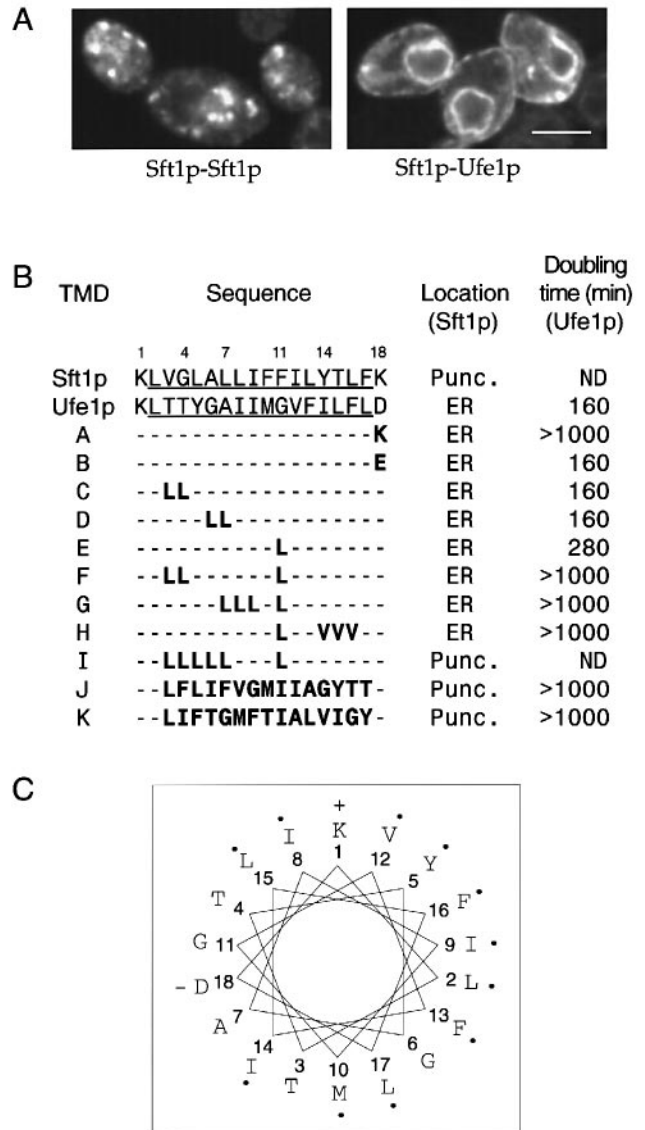 A
Sft1p-Sft1p Sft1p-Ufe1p
B
TMD Sequence Location (Sft1p) Doubling time (min) (Ufe1p)
1 4 7 11 14 18
Sft1p KLVGLALLIFFILYTLFK Punc. ND
Ufe1p KLTTYGAIIMGVFILFLD ER 160
A -----------------K ER >1000
B -----------------E ER 160
C --LL-------------- ER 160
D -----LL----------- ER 160
E ----------L------- ER 280
F --LL------L------- ER >1000
G ------LLL-L------- ER >1000
H ----------L--VVV-- ER >1000
I --LLLLL---L------- Punc. ND
J --LFLIFVGMIIAGYTT- Punc. >1000
K --LIFTGMFTIALVIGY- Punc. >1000
C
+
K 1
V 12
Y 5
F 16
I 9
L 2
F 13
G 6
L 17
M 10
T 3
I 14
A 7
- D 18
G 11
T 4
L 15
I 8